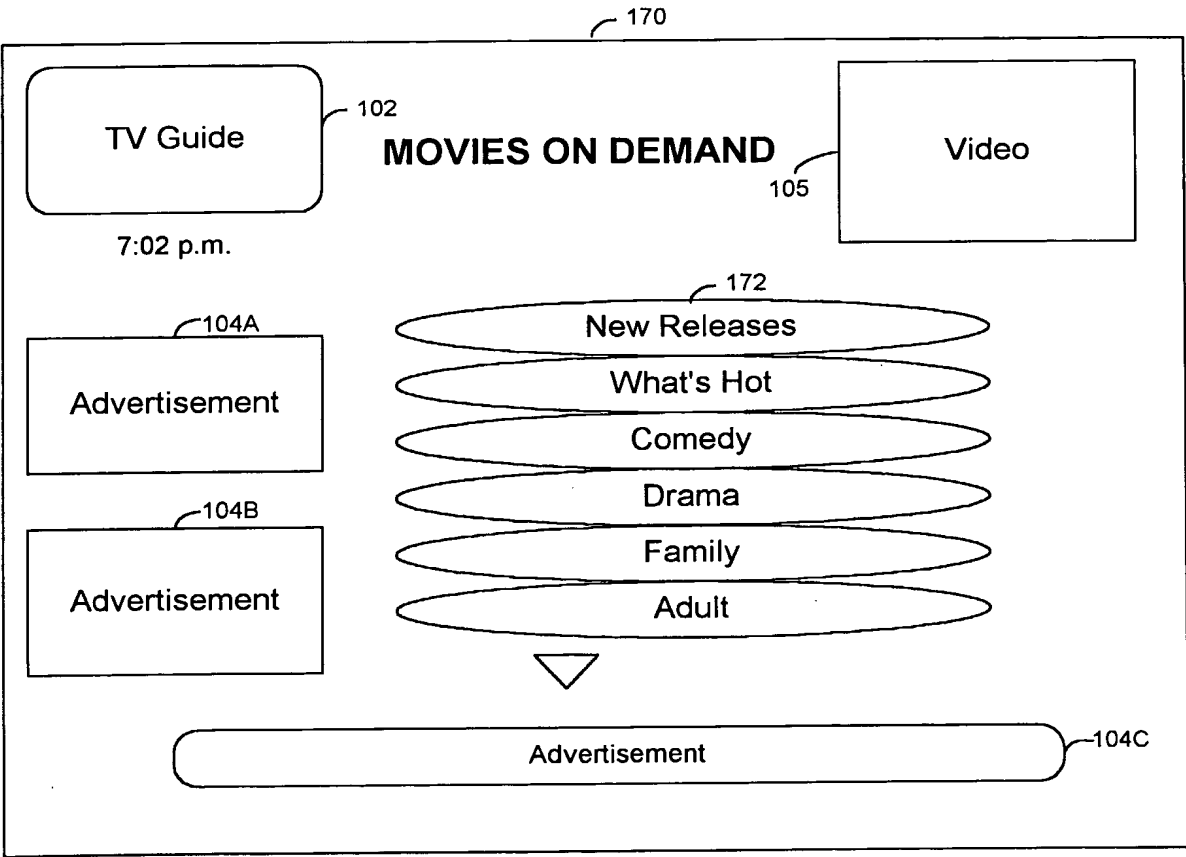 170
TV Guide
102
MOVIES ON DEMAND
105
Video
7:02 p.m.
172
New Releases
What's Hot
Comedy
Drama
Family
Adult
104A
Advertisement
104B
Advertisement
Advertisement
104C